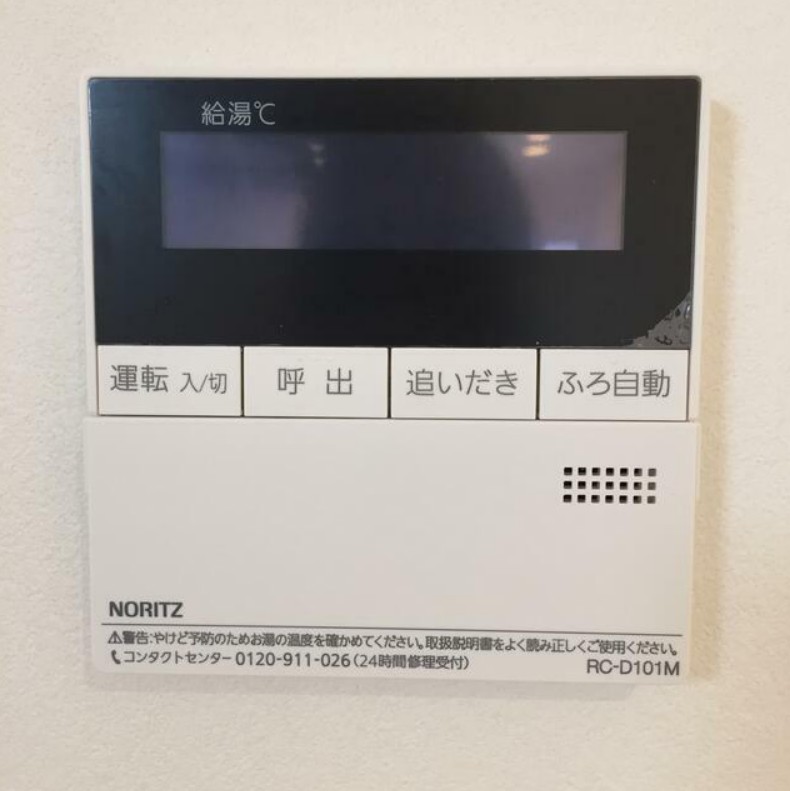 給湯℃
運転 入/切 呼出 追いだき ふろ自動
NORITZ
⚠警告:やけど予防のためお湯の温度を確かめてください。取扱説明書をよく読み正しくご使用ください。
コンタクトセンター 0120-911-026(24時間修理受付)
RC-D101M